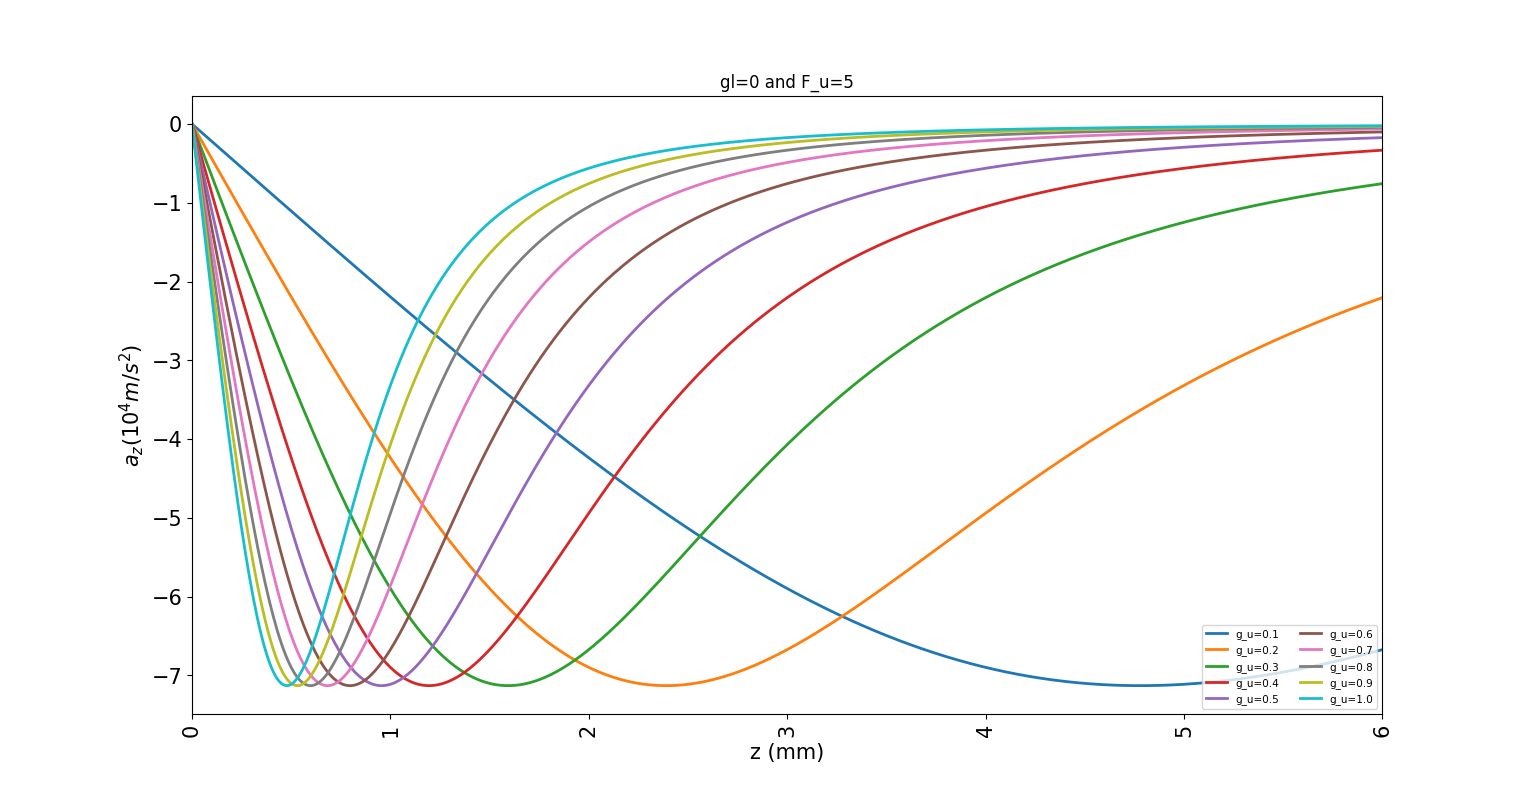 gl=0 and F_u=5
a_z(10^4m/s^2)
0
−1
−2
−3
−4
−5
−6
−7
0
1
2
3
4
5
6
z (mm)
g_u=0.1
g_u=0.2
g_u=0.3
g_u=0.4
g_u=0.5
g_u=0.6
g_u=0.7
g_u=0.8
g_u=0.9
g_u=1.0